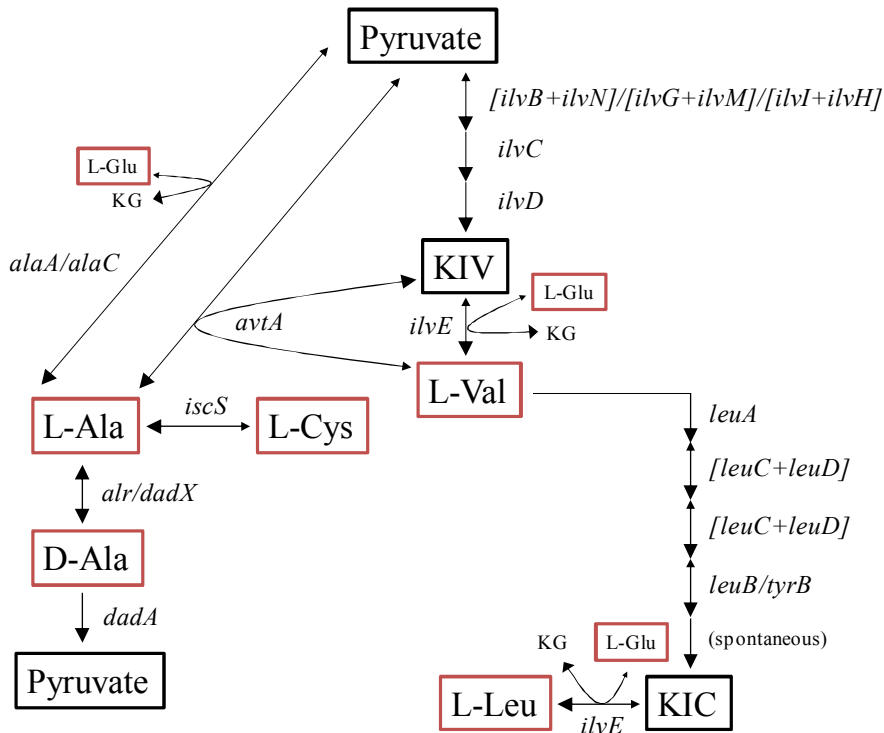 Pyruvate
[ilvB+ilvN]/[ilvG+ilvM]/[ilvI+ilvH]
ilvC
L-Glu
KG
ilvD
alaA/alaC
KIV
L-Glu
avtA
ilvE
KG
L-Val
L-Ala
iscS
L-Cys
leuA
[leuC+leuD]
alr/dadX
[leuC+leuD]
D-Ala
leuB/tyrB
dadA
KG
L-Glu
(spontaneous)
Pyruvate
L-Leu
ilvE
KIC